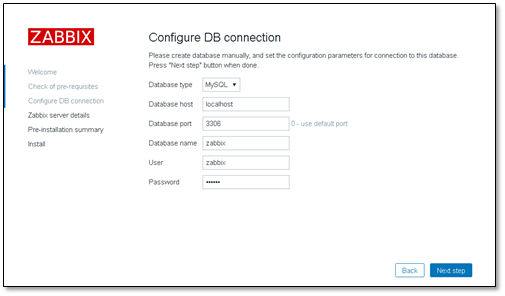 ZABBIX
Configure DB connection
Please create database manually, and set the configuration parameters for connection to this database.
Press "Next step" button when done.
Welcome
Check of pre-requisites
Configure DB connection
Zabbix server details
Pre-installation summary
Install
Database type MySQL
Database host localhost
Database port 3306 0 - use default port
Database name zabbix
User zabbix
Password ••••••
Back Next step